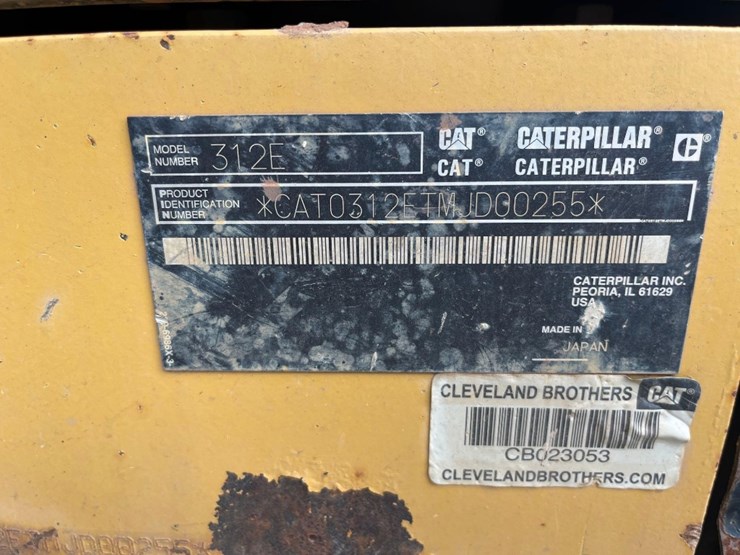 MODEL NUMBER 312E
CAT® CATERPILLAR® C®
CAT® CATERPILLAR®
PRODUCT IDENTIFICATION NUMBER *CAT0312ETMJD00255*
CATERPILLAR INC.
PEORIA, IL 61629
USA
MADE IN
JAPAN
CLEVELAND BROTHERS CAT
CB023053
CLEVELANDBROTHERS.COM